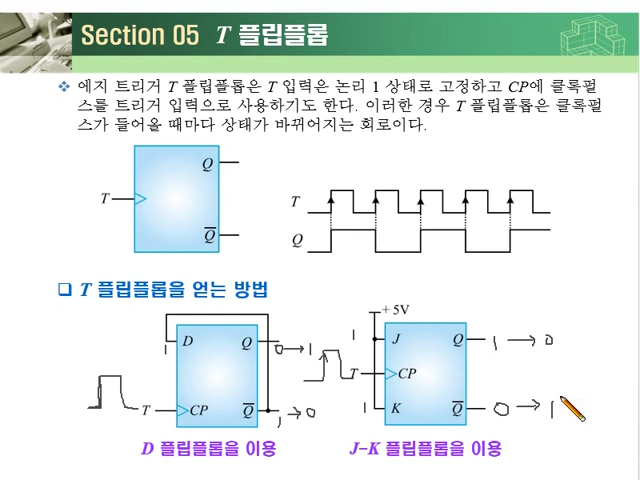 Section 05 T 플립플롭
❖ 에지 트리거 T 플립플롭은 T 입력은 논리 1 상태로 고정하고 CP에 클록펄
스를 트리거 입력으로 사용하기도 한다. 이러한 경우 T 플립플롭은 클록펄
스가 들어올 때마다 상태가 바뀌어지는 회로이다.
Q
T
Q̅
T
Q
❑ T 플립플롭을 얻는 방법
D Q
1 0→1
T CP Q̅
1→0
+5V
1 J Q 1→0
T CP
1 K Q̅ 0→1
D 플립플롭을 이용
J-K 플립플롭을 이용